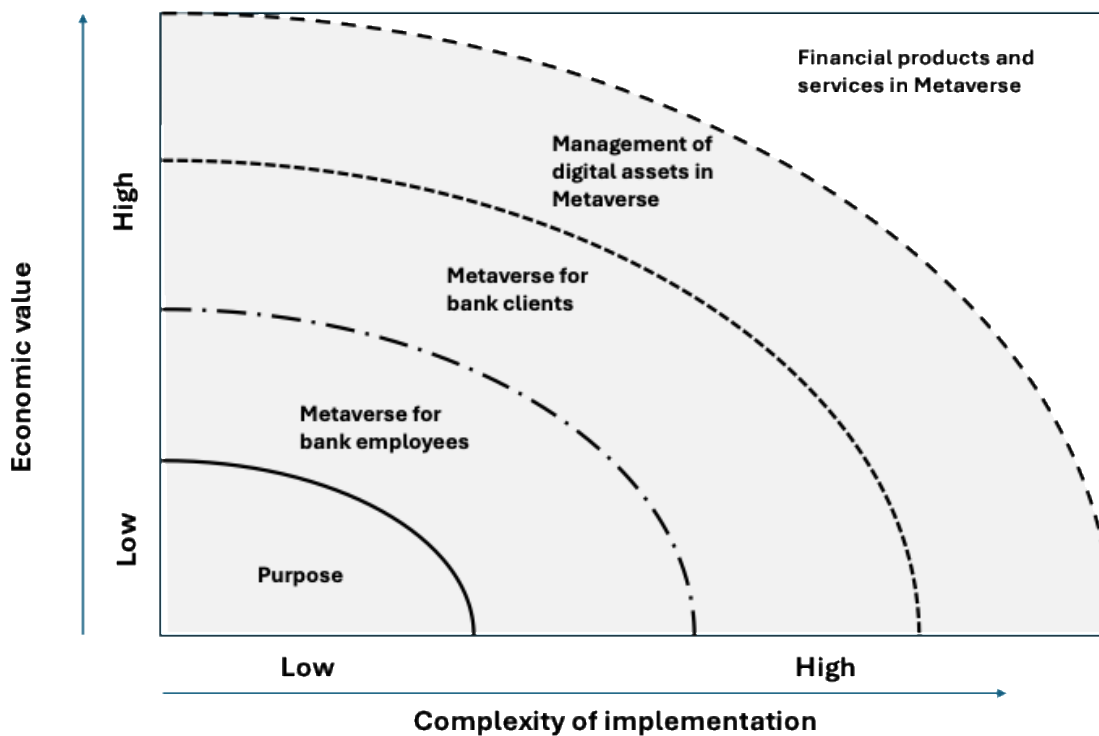 Financial products and
services in Metaverse
Management of
digital assets in
Metaverse
Metaverse for
bank clients
Metaverse for
bank employees
Purpose
Economic value
High
Low
Low
High
Complexity of implementation